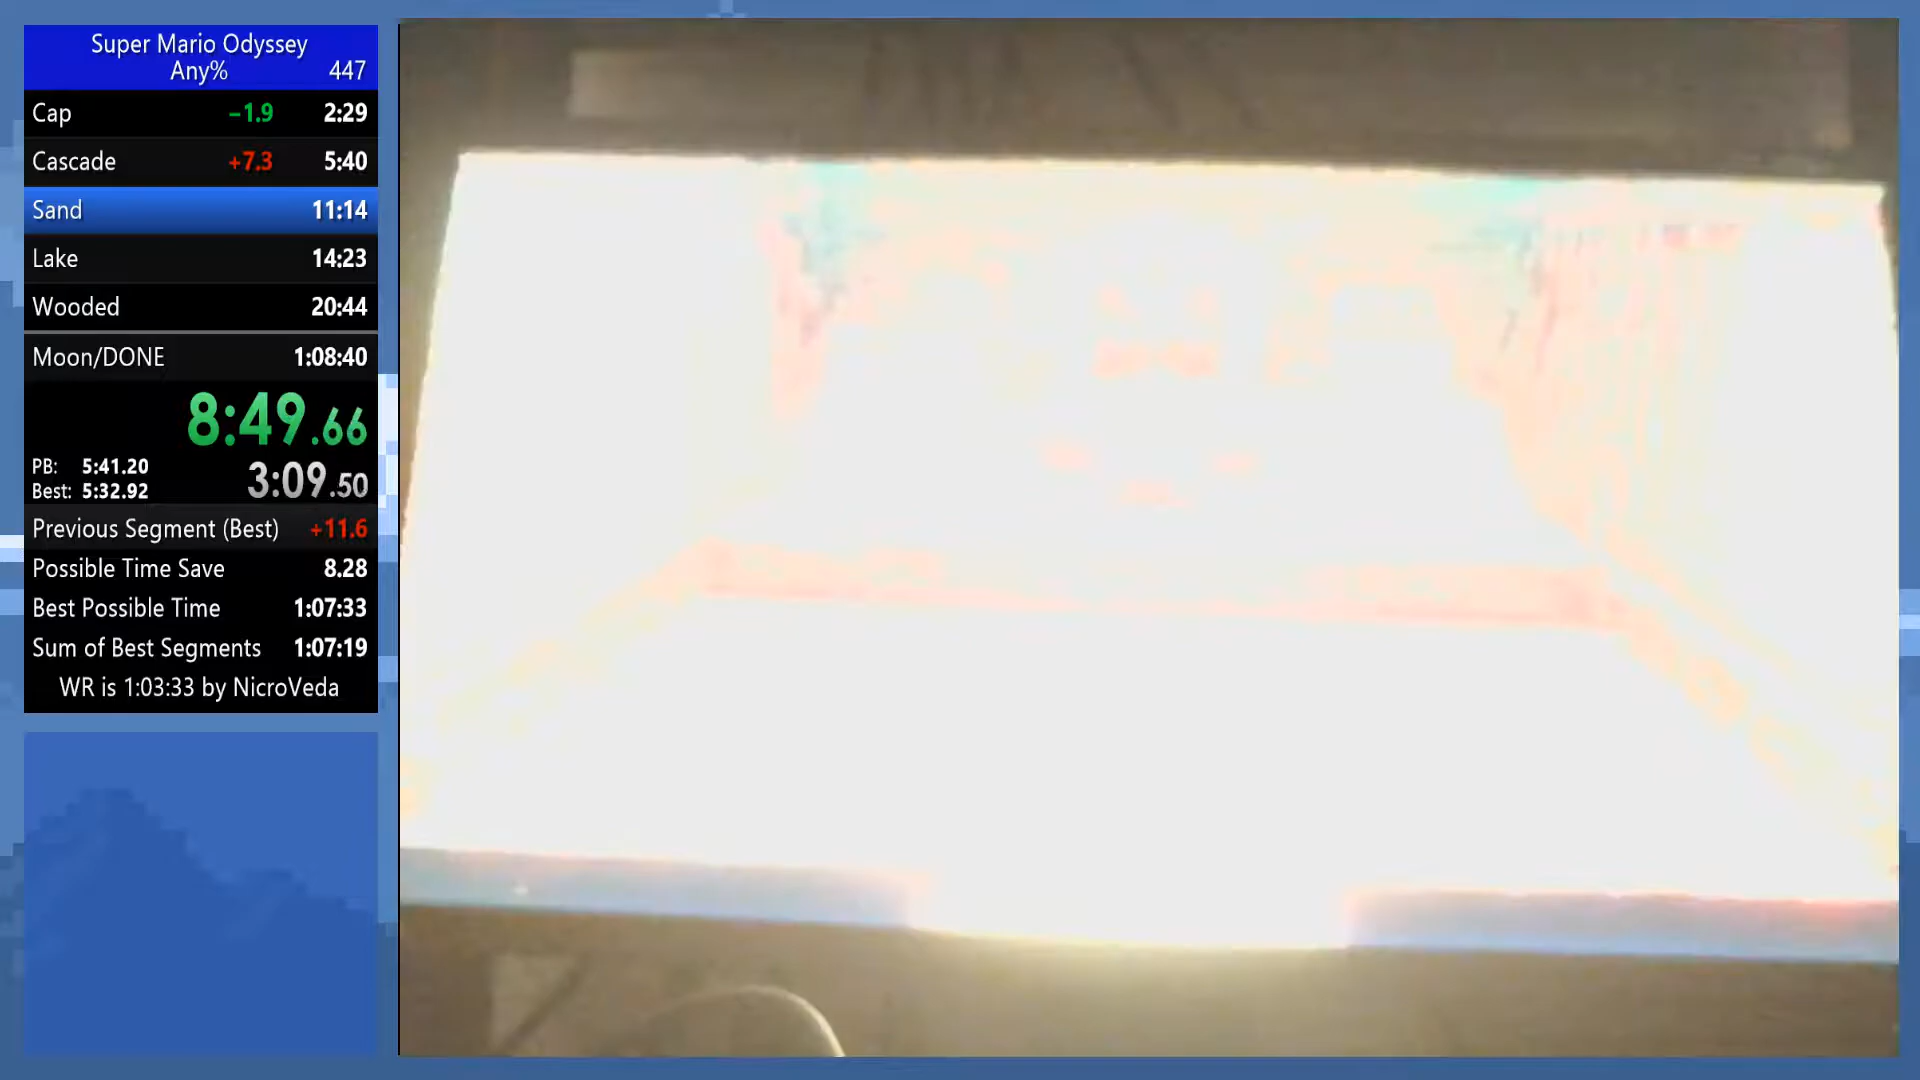 Super Mario Odyssey
Any% 447
Cap −1.9 2:29
Cascade +7.3 5:40
Sand 11:14
Lake 14:23
Wooded 20:44
Moon/DONE 1:08:40
8:49.66
PB: 5:41.20
Best: 5:32.92
3:09.50
Previous Segment (Best) +11.6
Possible Time Save 8.28
Best Possible Time 1:07:33
Sum of Best Segments 1:07:19
WR is 1:03:33 by NicroVeda